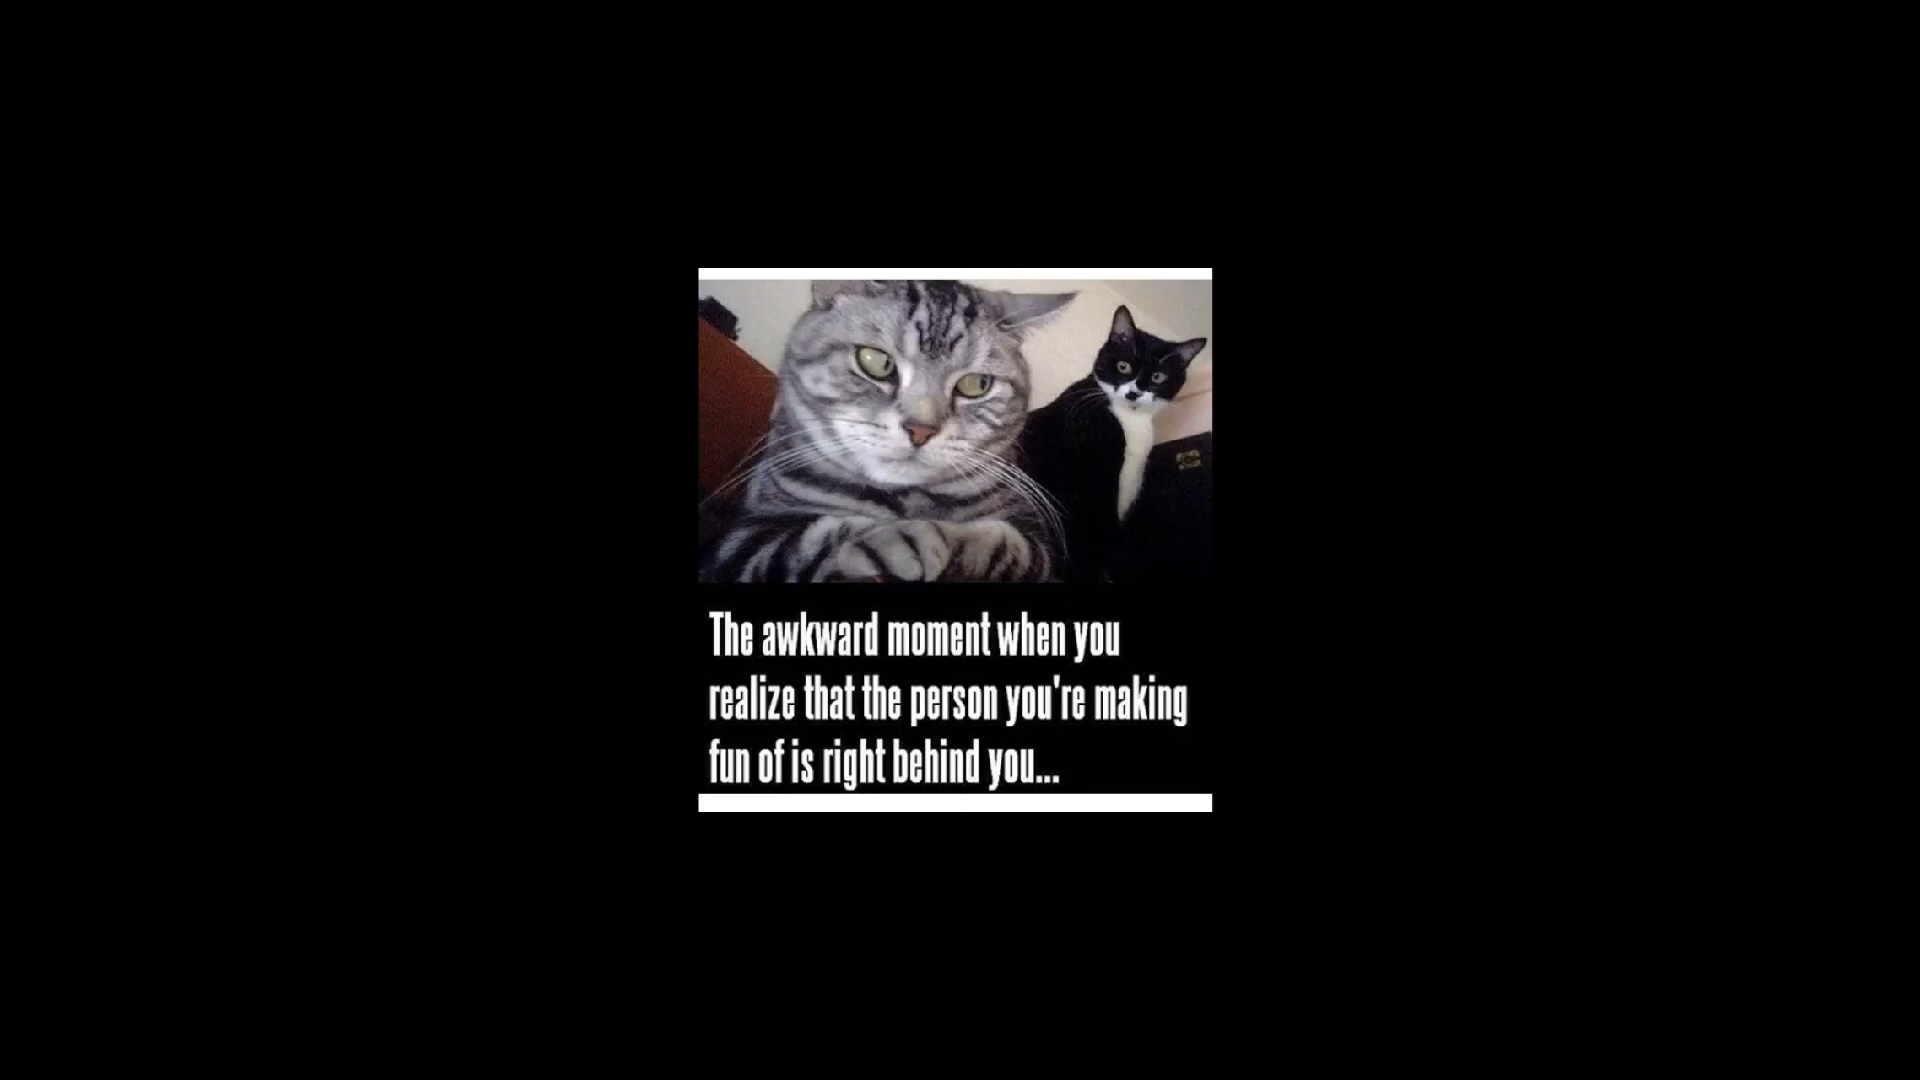 The awkward moment when you
realize that the person you're making
fun of is right behind you...